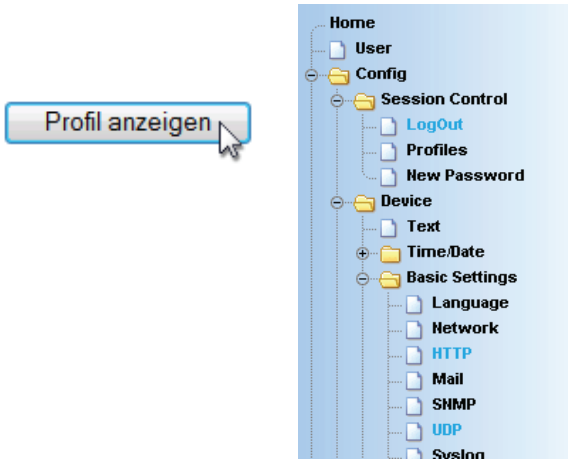 Profil anzeigen
Home
User
Config
Session Control
LogOut
Profiles
New Password
Device
Text
Time/Date
Basic Settings
Language
Network
HTTP
Mail
SNMP
UDP
Syslog